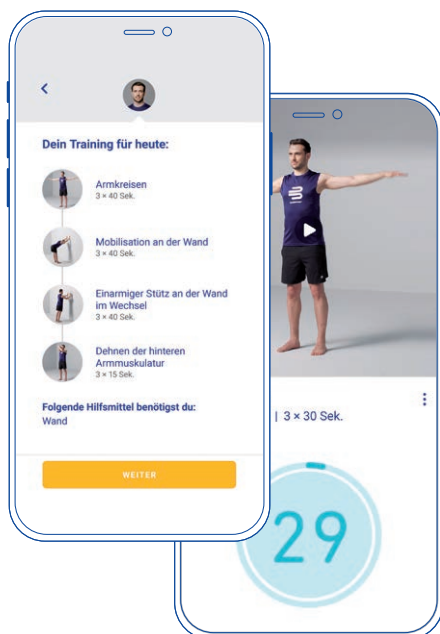 Dein Training für heute:
Armkreisen
3 × 40 Sek.
Mobilisation an der Wand
3 × 40 Sek.
Einarmiger Stütz an der Wand
im Wechsel
3 × 40 Sek.
Dehnen der hinteren
Armmuskulatur
3 × 15 Sek.
Folgende Hilfsmittel benötigst du:
Wand
WEITER
| 3 × 30 Sek.
29